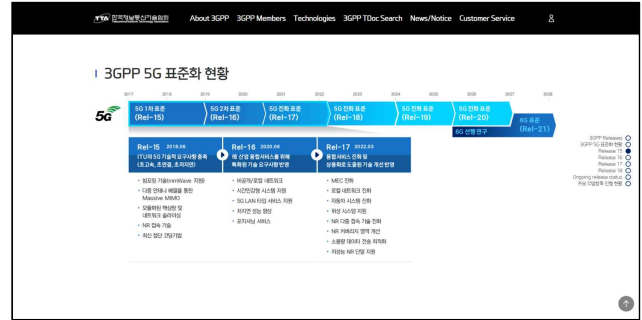 TTA 한국정보통신기술협회
About 3GPP 3GPP Members Technologies 3GPP TDoc Search News/Notice Customer Service
3GPP 5G 표준화 현황
2017 2018 2019 2020 2021 2022 2023 2024 2025 2026 2027 2028
5G
5G 1차 표준
(Rel-15)
5G 2차 표준
(Rel-16)
5G 진화 표준
(Rel-17)
5G 진화 표준
(Rel-18)
5G 진화 표준
(Rel-19)
5G 진화 표준
(Rel-20)
6G 선행 연구
6G 표준
(Rel-21)
Rel-15 2018.06
ITU의 5G 기술적 요구사항 충족
(초고속, 초연결, 초저지연)
• 빔포밍 기술(mmWave 지원)
• 다중 안테나 배열을 통한
Massive MIMO
• 모듈화된 핵심망 및
네트워크 슬라이싱
• NR 접속 기술
• 최신 첨단 코딩기법
Rel-16 2020.06
타 산업 융합서비스를 위해
특화된 기술 요구사항 반영
• 비공개/로컬 네트워크
• 시간민감형 시스템 지원
• 5G LAN 타입 서비스 지원
• 저지연 성능 향상
• 포지셔닝 서비스
Rel-17 2022.03
융합서비스 진화 및
상용화로 도출된 기술 개선 반영
• MEC 진화
• 로컬 네트워크 진화
• 자동차 시스템 진화
• 위성 시스템 지원
• NR 다중 접속 기술 진화
• NR 커버리지 영역 개선
• 소용량 데이터 전송 최적화
• 저성능 NR 단말 지원
3GPP Releases
3GPP 5G 표준화 현황
Release 15
Release 16
Release 17
Release 18
Ongoing release status
주요 작업항목 진행 현황